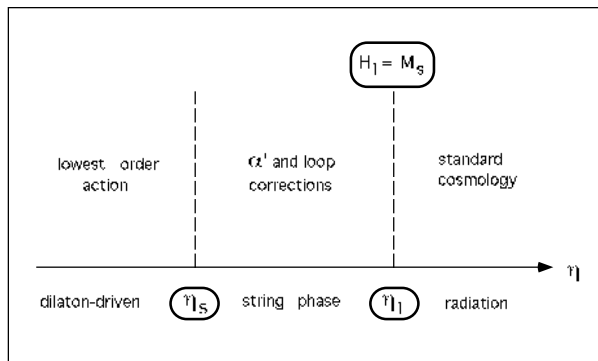 H₁ = Mₛ
lowest order action
α' and loop corrections
standard cosmology
η
dilaton-driven
ηₛ
string phase
η₁
radiation